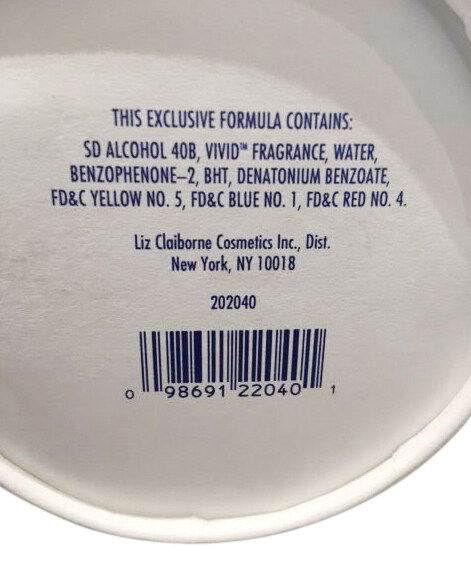 THIS EXCLUSIVE FORMULA CONTAINS:
SD ALCOHOL 40B, VIVID™ FRAGRANCE, WATER,
BENZOPHENONE–2, BHT, DENATONIUM BENZOATE,
FD&C YELLOW NO. 5, FD&C BLUE NO. 1, FD&C RED NO. 4.
Liz Claiborne Cosmetics Inc., Dist.
New York, NY 10018
202040
0 98691 22040 1